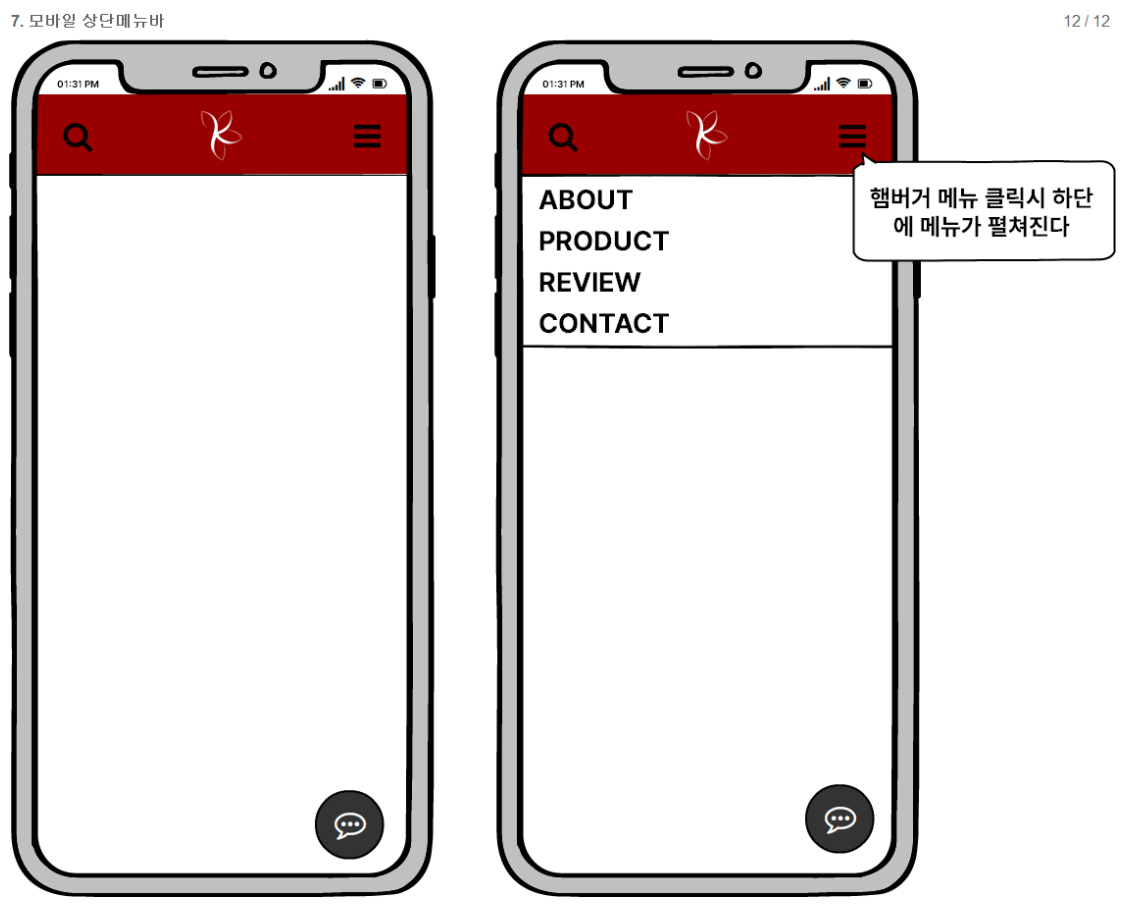 7. 모바일 상단메뉴바
12 / 12
01:31 PM
01:31 PM
ABOUT
PRODUCT
REVIEW
CONTACT
햄버거 메뉴 클릭시 하단
에 메뉴가 펼쳐진다